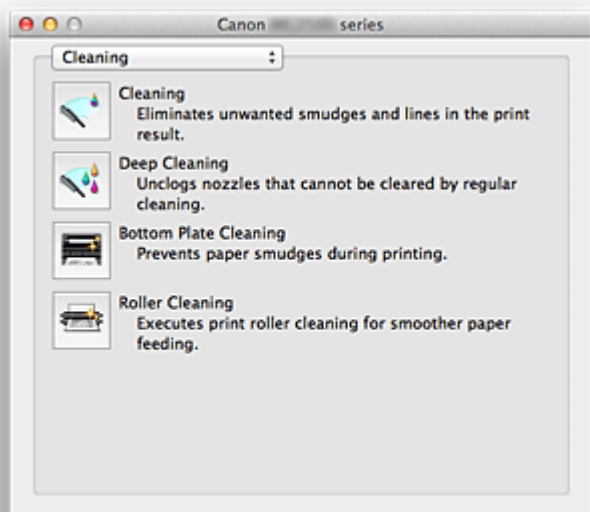 Canon series
Cleaning
Cleaning
Eliminates unwanted smudges and lines in the print
result.
Deep Cleaning
Unclogs nozzles that cannot be cleared by regular
cleaning.
Bottom Plate Cleaning
Prevents paper smudges during printing.
Roller Cleaning
Executes print roller cleaning for smoother paper
feeding.